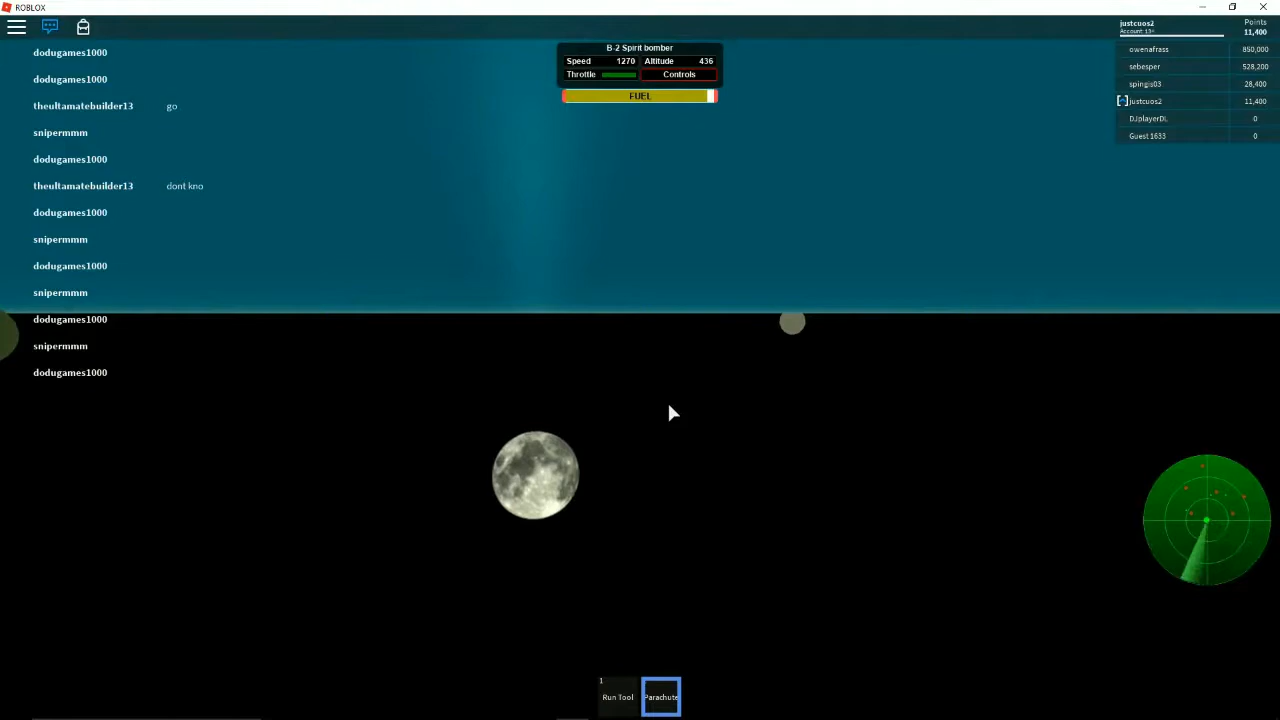 ROBLOX
justcuos2
Account: 13+
Points
11,400
owenafrass 850,000
sebesper 528,200
spingis03 28,400
justcuos2 11,400
DJplayerDL 0
Guest 1633 0
B-2 Spirit bomber
Speed 1270 Altitude 436
Throttle Controls
FUEL
dodugames1000
dodugames1000
theultamatebuilder13 go
snipermmm
dodugames1000
theultamatebuilder13 dont kno
dodugames1000
snipermmm
dodugames1000
snipermmm
dodugames1000
snipermmm
dodugames1000
1
Run Tool
Parachute